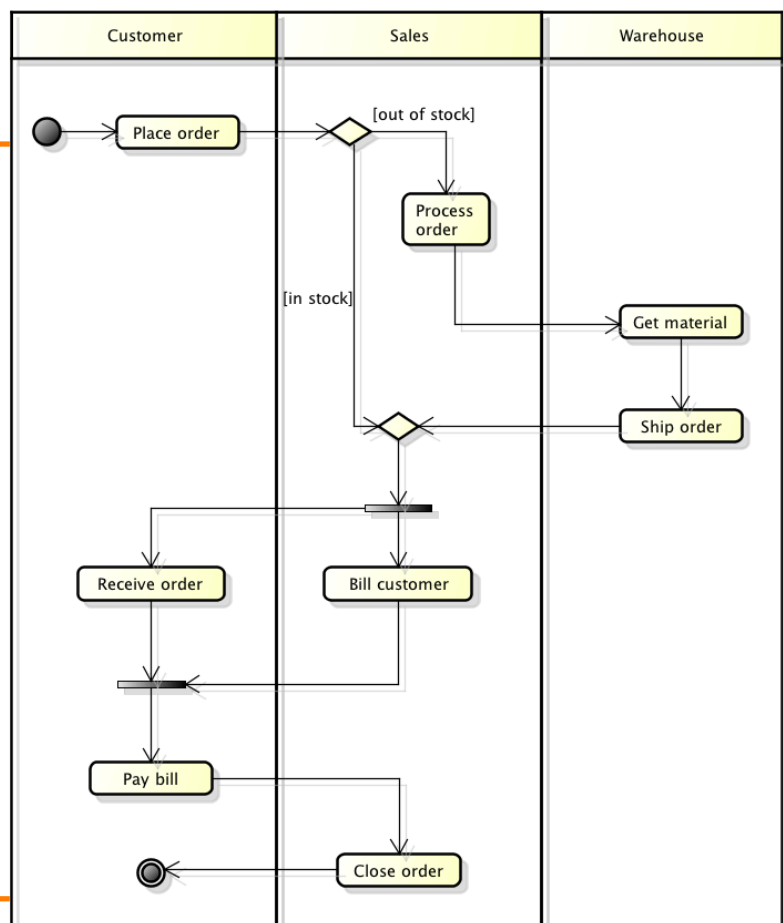 Customer
Sales
Warehouse
[out of stock]
Place order
Process
order
[in stock]
Get material
Ship order
Receive order
Bill customer
Pay bill
Close order